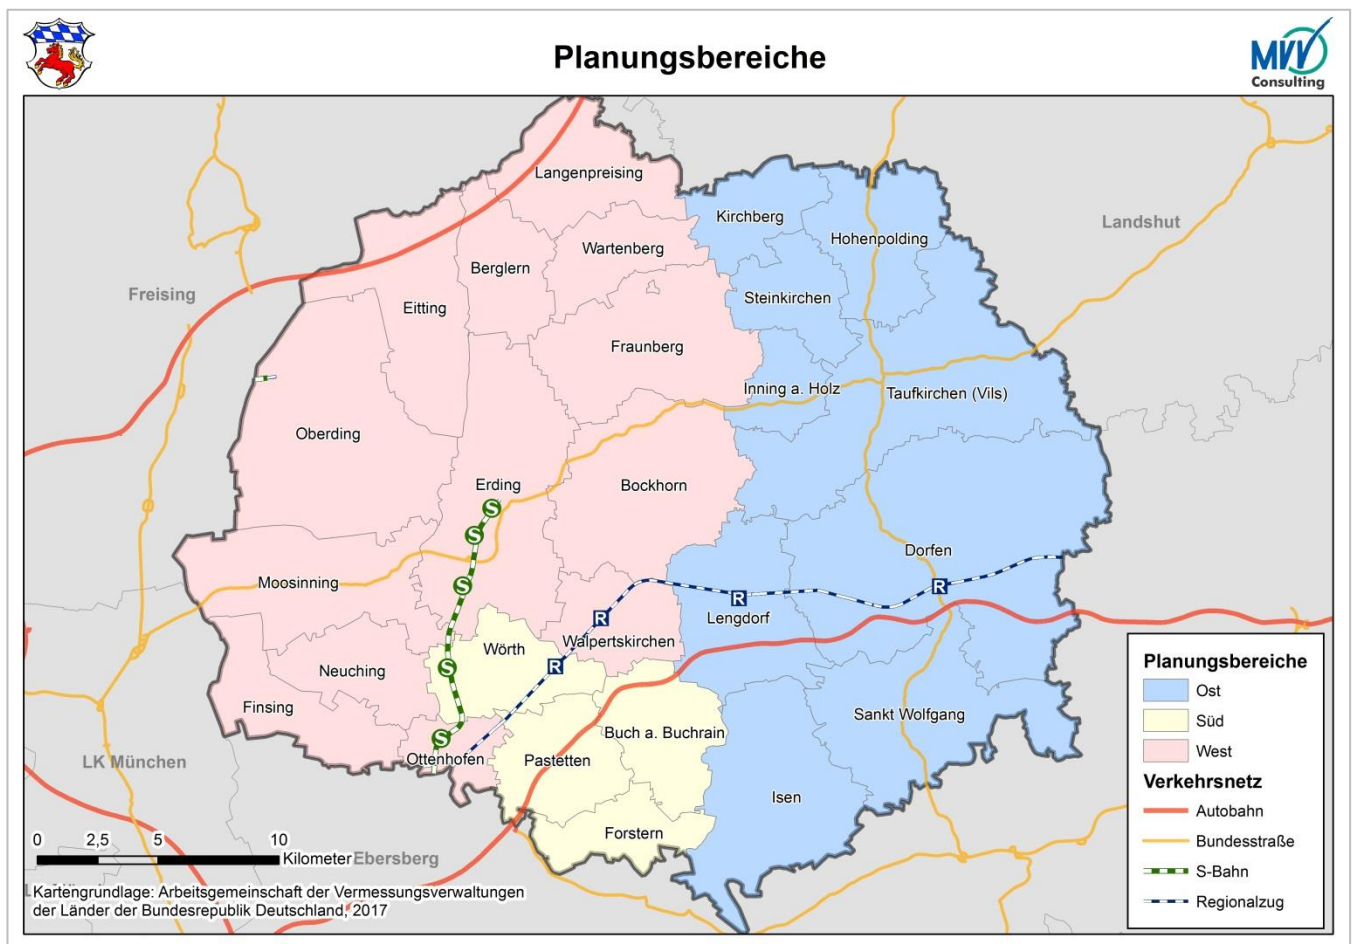 Planungsbereiche
MVV
Consulting
Langenpreising
Kirchberg
Landshut
Hohenpolding
Wartenberg
Berglern
Freising
Steinkirchen
Eitting
Fraunberg
Inning a. Holz
Taufkirchen (Vils)
Oberding
Erding
Bockhorn
S
S
Dorfen
Moosinning
S
R
R
Lengdorf
R
Walpertskirchen
Wörth
Neuching
S
R
Finsing
Sankt Wolfgang
Buch a. Buchrain
S
Ottenhofen
Pastetten
LK München
Isen
Forstern
Ebersberg
Planungsbereiche
Ost
Süd
West
Verkehrsnetz
Autobahn
Bundesstraße
S-Bahn
Regionalzug
0 2,5 5 10
Kilometer
Kartengrundlage: Arbeitsgemeinschaft der Vermessungsverwaltungen
der Länder der Bundesrepublik Deutschland, 2017